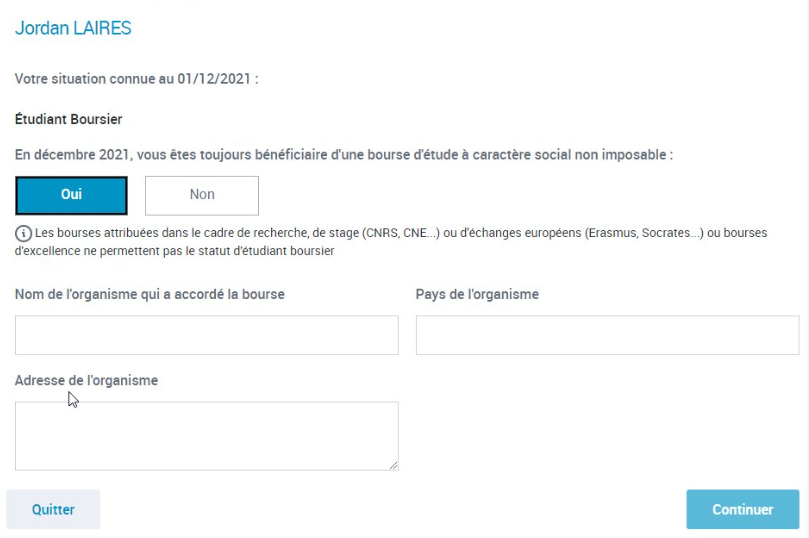 Jordan LAIRES
Votre situation connue au 01/12/2021 :
Étudiant Boursier
En décembre 2021, vous êtes toujours bénéficiaire d'une bourse d'étude à caractère social non imposable :
Oui
Non
i Les bourses attribuées dans le cadre de recherche, de stage (CNRS, CNE...) ou d'échanges européens (Erasmus, Socrates...) ou bourses
d'excellence ne permettent pas le statut d'étudiant boursier
Nom de l'organisme qui a accordé la bourse
Pays de l'organisme
Adresse de l'organisme
Quitter
Continuer